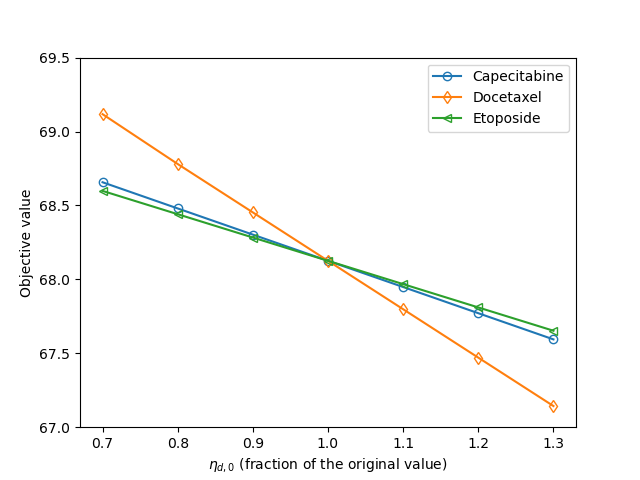 69.5
69.0
68.5
68.0
67.5
67.0
Objective value
Capecitabine
Docetaxel
Etoposide
0.7 0.8 0.9 1.0 1.1 1.2 1.3
η_{d,0} (fraction of the original value)